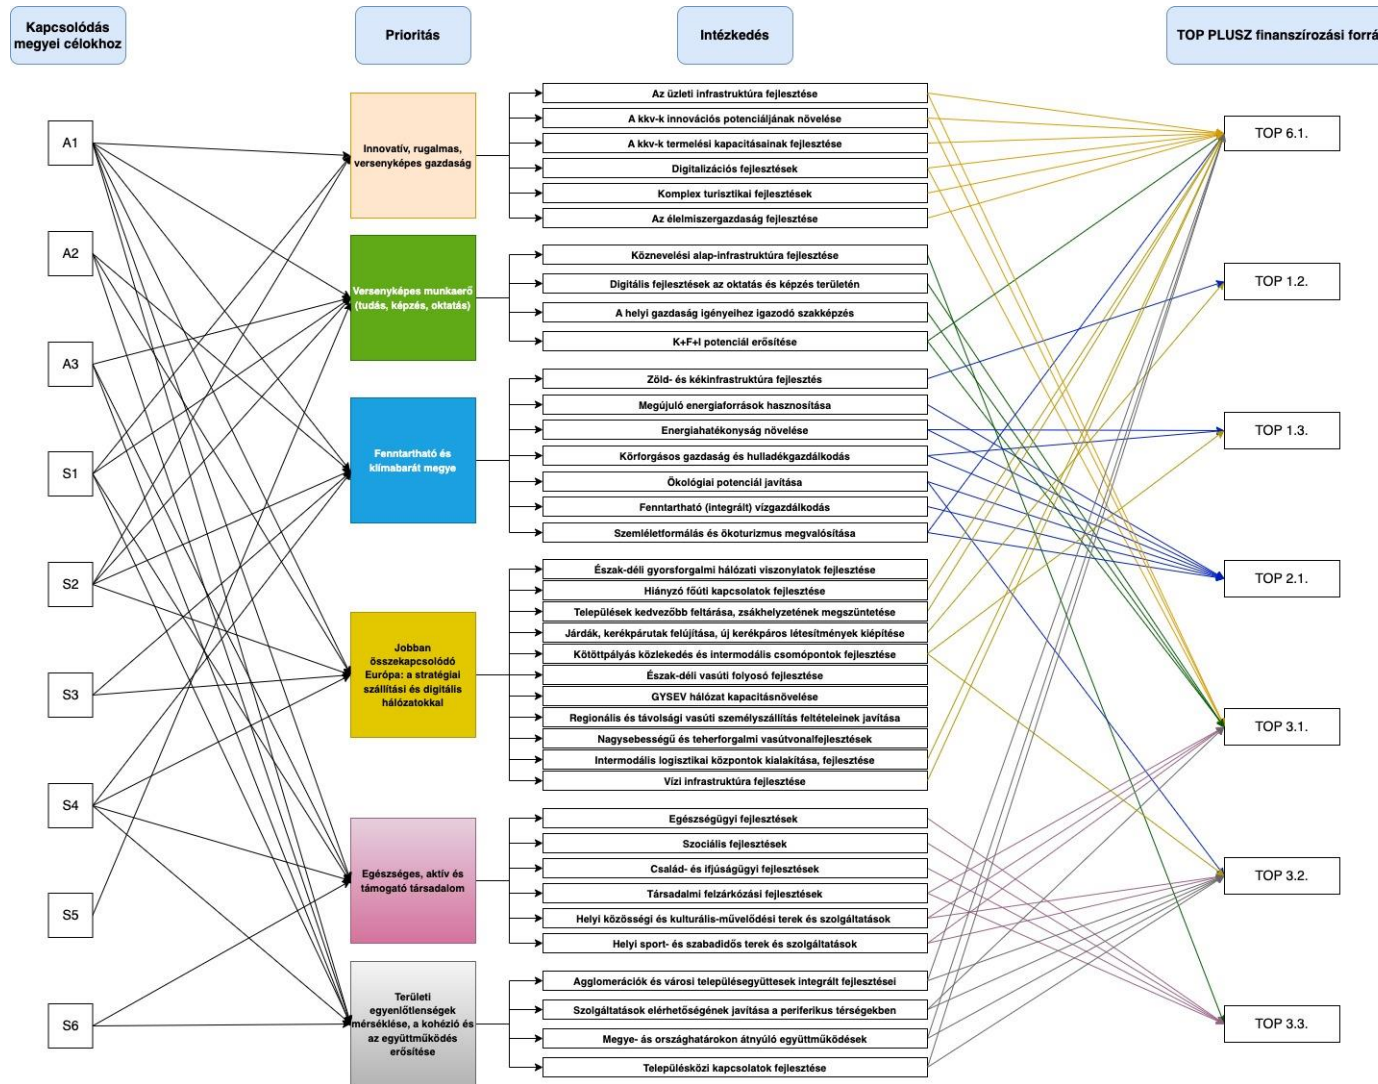 Kapcsolódás
megyei célokhoz
Prioritás
Intézkedés
TOP PLUSZ finanszírozási forrá
A1
A2
A3
S1
S2
S3
S4
S5
S6
Innovatív, rugalmas,
versenyképes gazdaság
Versenyképes munkaerő
(tudás, képzés, oktatás)
Fenntartható és
klímabarát megye
Jobban
összekapcsolódó
Európa: a stratégiai
szállítási és digitális
hálózatokkal
Egészséges, aktív és
támogató társadalom
Területi
egyenlőtlenségek
mérséklése, a kohézió és
az együttműködés
erősítése
Az üzleti infrastruktúra fejlesztése
A kkv-k innovációs potenciáljának növelése
A kkv-k termelési kapacitásainak fejlesztése
Digitalizációs fejlesztések
Komplex turisztikai fejlesztések
Az élelmiszergazdaság fejlesztése
Köznevelési alap-infrastruktúra fejlesztése
Digitális fejlesztések az oktatás és képzés területén
A helyi gazdaság igényeihez igazodó szakképzés
K+F+I potenciál erősítése
Zöld- és kékinfrastruktúra fejlesztés
Megújuló energiaforrások hasznosítása
Energiahatékonyság növelése
Körforgásos gazdaság és hulladékgazdálkodás
Ökológiai potenciál javítása
Fenntartható (integrált) vízgazdálkodás
Szemléletformálás és ökoturizmus megvalósítása
Észak-déli gyorsforgalmi hálózati viszonylatok fejlesztése
Hiányzó főúti kapcsolatok fejlesztése
Települések kedvezőbb feltárása, zsákhelyzetének megszüntetése
Járdák, kerékpárutak felújítása, új kerékpáros létesítmények kiépítése
Kötöttpályás közlekedés és intermodális csomópontok fejlesztése
Észak-déli vasúti folyosó fejlesztése
GYSEV hálózat kapacitásnövelése
Regionális és távolsági vasúti személyszállítás feltételeinek javítása
Nagysebességű és teherforgalmi vasútvonalfejlesztések
Intermodális logisztikai központok kialakítása, fejlesztése
Vízi infrastruktúra fejlesztése
Egészségügyi fejlesztések
Szociális fejlesztések
Család- és ifjúságügyi fejlesztések
Társadalmi felzárkózási fejlesztések
Helyi közösségi és kulturális-művelődési terek és szolgáltatások
Helyi sport- és szabadidős terek és szolgáltatások
Agglomerációk és városi településegyüttesek integrált fejlesztései
Szolgáltatások elérhetőségének javítása a periferikus térségekben
Megye- ás országhatárokon átnyúló együttműködések
Településközi kapcsolatok fejlesztése
TOP 6.1.
TOP 1.2.
TOP 1.3.
TOP 2.1.
TOP 3.1.
TOP 3.2.
TOP 3.3.